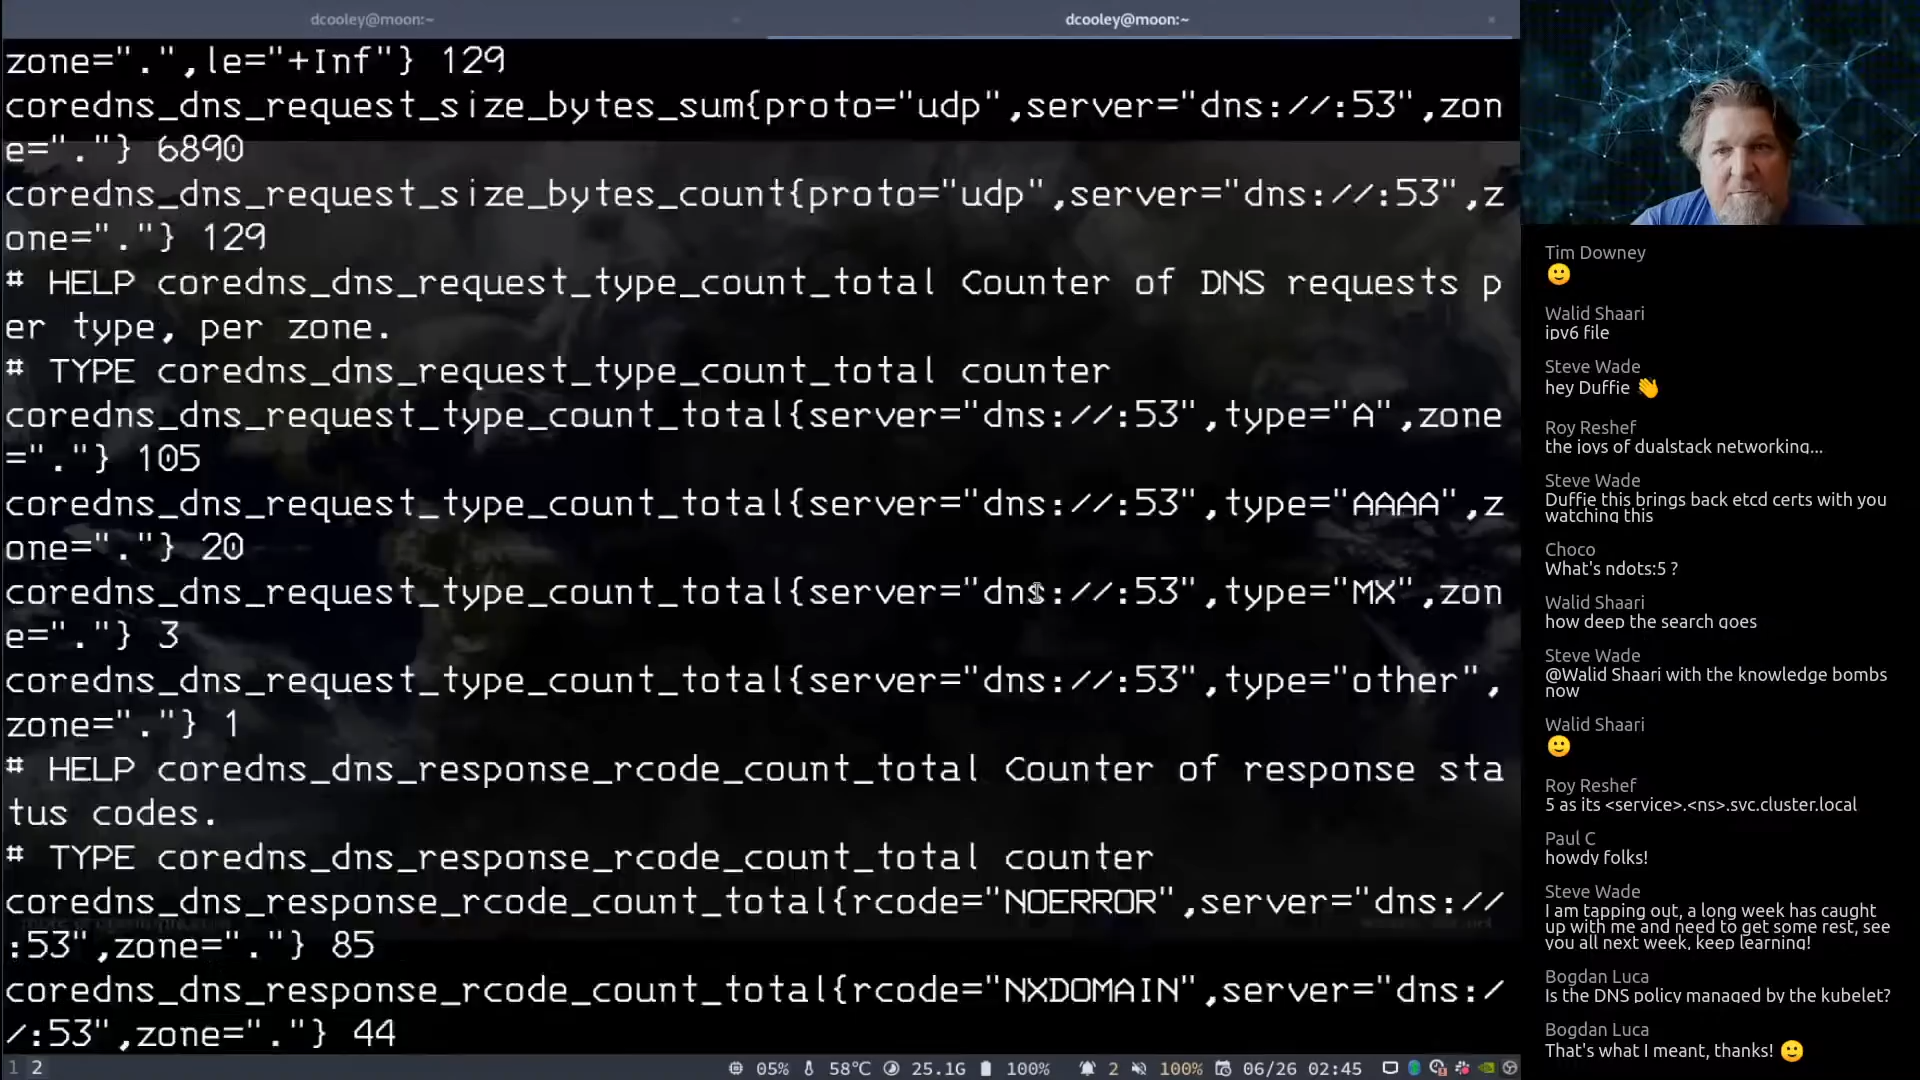 dcooley@moon:~
dcooley@moon:~
zone=".",le="+Inf"} 129
coredns_dns_request_size_bytes_sum{proto="udp",server="dns://:53",zon
e="."} 6890
coredns_dns_request_size_bytes_count{proto="udp",server="dns://:53",z
one="."} 129
# HELP coredns_dns_request_type_count_total Counter of DNS requests p
er type, per zone.
# TYPE coredns_dns_request_type_count_total counter
coredns_dns_request_type_count_total{server="dns://:53",type="A",zone
="."} 105
coredns_dns_request_type_count_total{server="dns://:53",type="AAAA",z
one="."} 20
coredns_dns_request_type_count_total{server="dns://:53",type="MX",zon
e="."} 3
coredns_dns_request_type_count_total{server="dns://:53",type="other",
zone="."} 1
# HELP coredns_dns_response_rcode_count_total Counter of response sta
tus codes.
# TYPE coredns_dns_response_rcode_count_total counter
coredns_dns_response_rcode_count_total{rcode="NOERROR",server="dns://
:53",zone="."} 85
coredns_dns_response_rcode_count_total{rcode="NXDOMAIN",server="dns:/
/:53",zone="."} 44
1 2
05% 58°C 25.1G 100% 2 100% 06/26 02:45
Tim Downey
🙂
Walid Shaari
ipv6 file
Steve Wade
hey Duffie 👋
Roy Reshef
the joys of dualstack networking...
Steve Wade
Duffie this brings back etcd certs with you
watching this
Choco
What's ndots:5 ?
Walid Shaari
how deep the search goes
Steve Wade
@Walid Shaari with the knowledge bombs
now
Walid Shaari
🙂
Roy Reshef
5 as its <service>.<ns>.svc.cluster.local
Paul C
howdy folks!
Steve Wade
I am tapping out, a long week has caught
up with me and need to get some rest, see
you all next week, keep learning!
Bogdan Luca
Is the DNS policy managed by the kubelet?
Bogdan Luca
That's what I meant, thanks! 🙂